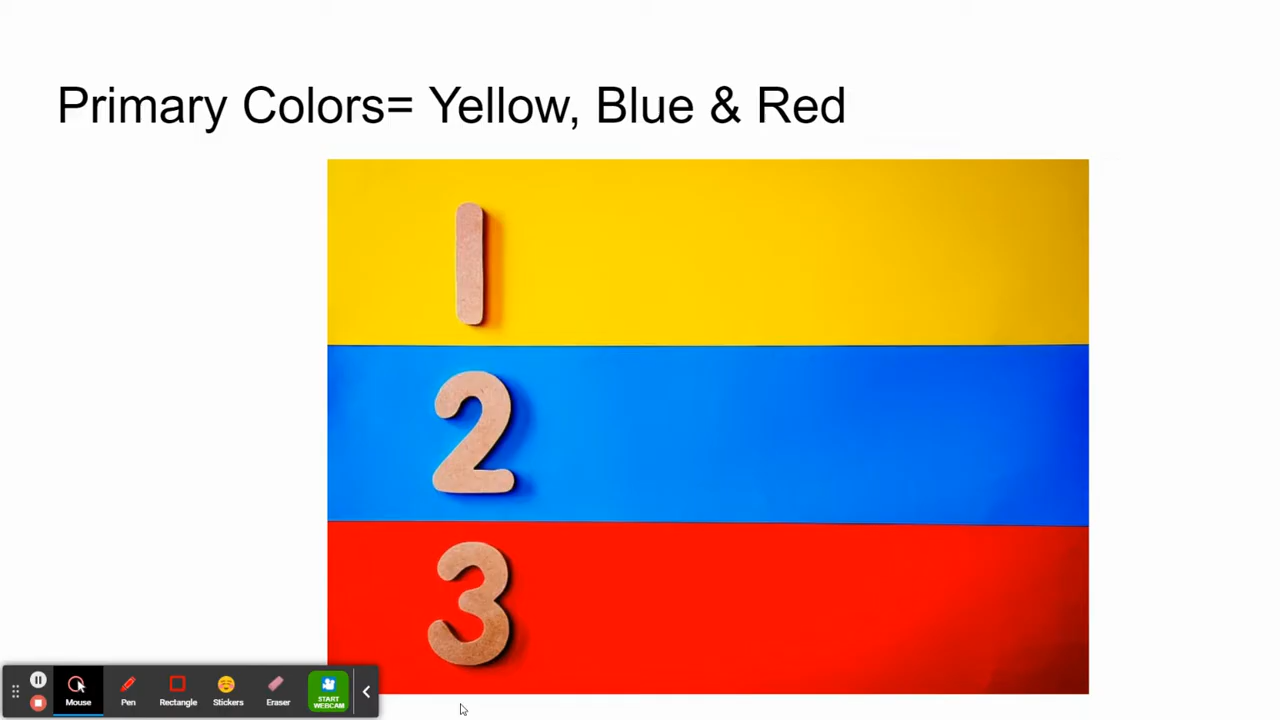 Primary Colors= Yellow, Blue & Red
1
2
3
Mouse
Pen
Rectangle
Stickers
Eraser
START
WEBCAM